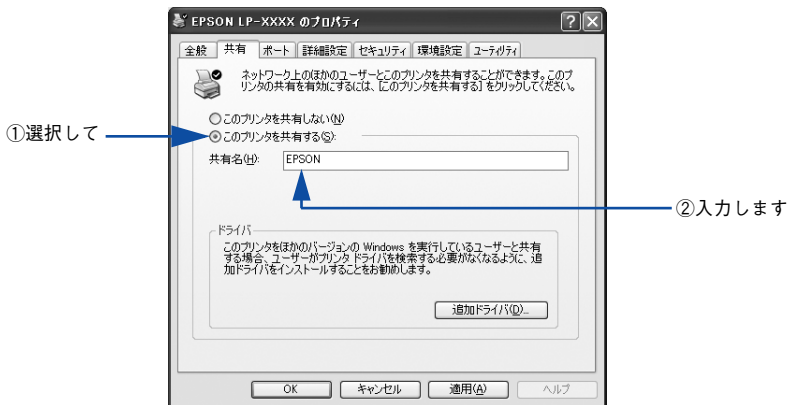 EPSON LP-XXXX のプロパティ
全般 共有 ポート 詳細設定 セキュリティ 環境設定 ユーティリティ
ネットワーク上のほかのユーザーとこのプリンタを共有することができます。このプ
リンタの共有を有効にするには、[このプリンタを共有する] をクリックしてください。
このプリンタを共有しない(N)
①選択して
このプリンタを共有する(S):
共有名(H): EPSON
②入力します
ドライバ
このプリンタをほかのバージョンの Windows を実行しているユーザーと共有
する場合、ユーザーがプリンタ ドライバを検索する必要がなくなるように、追
加ドライバをインストールすることをお勧めします。
追加ドライバ(D)...
OK キャンセル 適用(A) ヘルプ